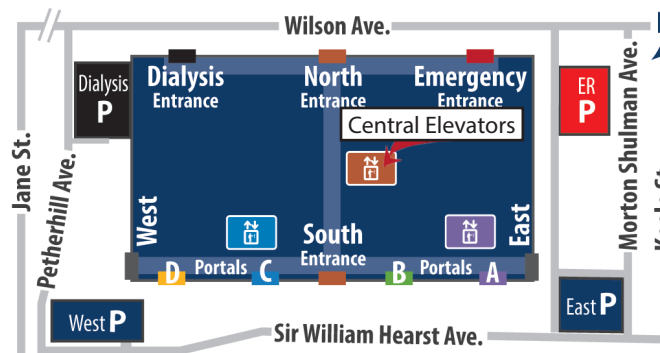 Wilson Ave.
Dialysis
P
Dialysis
Entrance
North
Entrance
Emergency
Entrance
ER
P
Central Elevators
Jane St.
Petherhill Ave.
Morton Shulman Ave.
West
East
South
Entrance
D
Portals
C
B
Portals
A
West P
East P
Sir William Hearst Ave.